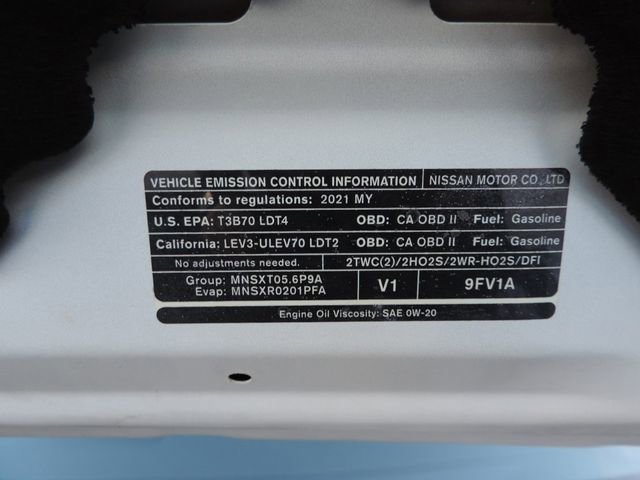 VEHICLE EMISSION CONTROL INFORMATION NISSAN MOTOR CO., LTD
Conforms to regulations: 2021 MY
U.S. EPA: T3B70 LDT4 OBD: CA OBD II Fuel: Gasoline
California: LEV3-ULEV70 LDT2 OBD: CA OBD II Fuel: Gasoline
No adjustments needed. 2TWC(2)/2HO2S/2WR-HO2S/DFI
Group: MNSXT05.6P9A
Evap: MNSXR0201PFA
V1
9FV1A
Engine Oil Viscosity: SAE 0W-20